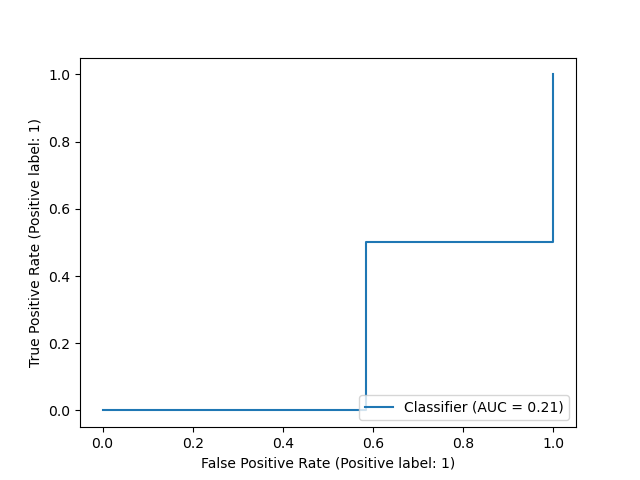 1.0
0.8
0.6
0.4
0.2
0.0
True Positive Rate (Positive label: 1)
Classifier (AUC = 0.21)
0.0 0.2 0.4 0.6 0.8 1.0
False Positive Rate (Positive label: 1)